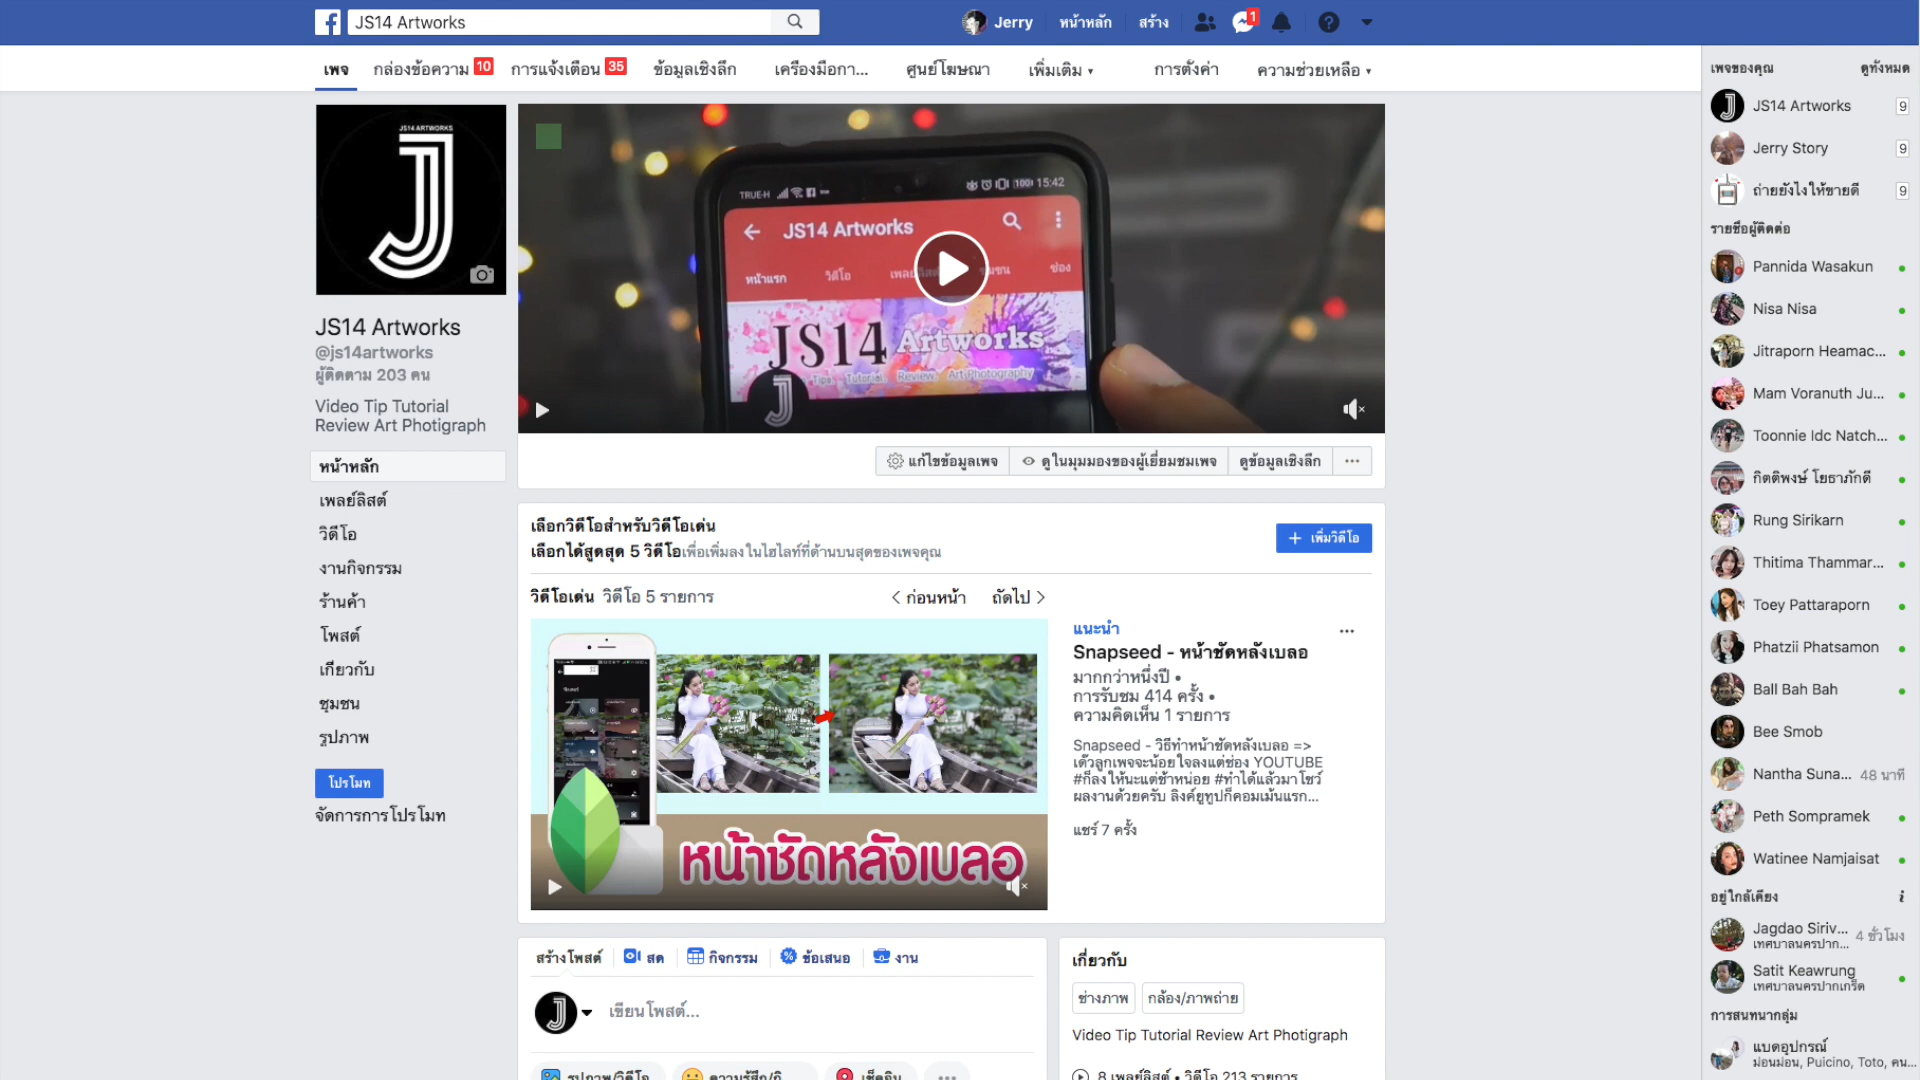 JS14 Artworks
Jerry
หน้าหลัก
สร้าง
1
เพจ
กล่องข้อความ 10
การแจ้งเตือน 35
ข้อมูลเชิงลึก
เครื่องมือกา...
ศูนย์โฆษณา
เพิ่มเติม
การตั้งค่า
ความช่วยเหลือ
JS14 ARTWORKS
JS14 Artworks
@js14artworks
ผู้ติดตาม 203 คน
Video Tip Tutorial
Review Art Photigraph
หน้าหลัก
เพลย์ลิสต์
วิดีโอ
งานกิจกรรม
ร้านค้า
โพสต์
เกี่ยวกับ
ชุมชน
รูปภาพ
โปรโมท
จัดการการโปรโมท
TRUE-H
100 15:42
JS14 Artworks
หน้าแรก
วิดีโอ
ช่อง
JS14 Artworks
Tips Tutorial Review Art Photography
แก้ไขข้อมูลเพจ
ดูในมุมมองของผู้เยี่ยมชมเพจ
ดูข้อมูลเชิงลึก
เลือกวิดีโอสำหรับวิดีโอเด่น
เลือกได้สูดสุด 5 วิดีโอเพื่อเพิ่มลงในไฮไลท์ที่ด้านบนสุดของเพจคุณ
เพิ่มวิดีโอ
วิดีโอเด่น วิดีโอ 5 รายการ
ก่อนหน้า
ถัดไป
หน้าชัดหลังเบลอ
แนะนำ
Snapseed - หน้าชัดหลังเบลอ
มากกว่าหนึ่งปี •
การรับชม 414 ครั้ง •
ความคิดเห็น 1 รายการ
Snapseed - วิธีทำหน้าชัดหลังเบลอ =>
เดี๋วลูกเพจจะน้อยใจลงแต่ช่อง YOUTUBE
#ก็ลงให้นะแต่ช้าหน่อย #ทำได้แล้วมาโชว์
ผลงานด้วยครับ ลิงค์ยูทูปก็คอมเม้นแรก...
แชร์ 7 ครั้ง
สร้างโพสต์
สด
กิจกรรม
ข้อเสนอ
งาน
เขียนโพสต์...
รูปภาพ/วิดีโอ
ความรู้สึก/กิ...
เช็คอิน
เกี่ยวกับ
ช่างภาพ
กล้อง/ภาพถ่าย
Video Tip Tutorial Review Art Photigraph
8 เพลย์ลิสต์ • วิดีโอ 213 รายการ
เพจของคุณ
ดูทั้งหมด
JS14 Artworks 9
Jerry Story 9
ถ่ายยังไงให้ขายดี 9
รายชื่อผู้ติดต่อ
Pannida Wasakun
Nisa Nisa
Jitraporn Heamac...
Mam Voranuth Ju...
Toonnie Idc Natch...
กิตติพงษ์ โยธาภักดี
Rung Sirikarn
Thitima Thammar...
Toey Pattaraporn
Phatzii Phatsamon
Ball Bah Bah
Bee Smob
Nantha Suna... 48 นาที
Peth Sompramek
Watinee Namjaisat
อยู่ใกล้เคียง
Jagdao Siriv... 4 ชั่วโมง
เทศบาลนครปาก...
Satit Keawrung
เทศบาลนครปากเกร็ด
การสนทนากลุ่ม
แบตอุปกรณ์
ม่อนม่อน, Puicino, Toto, คน...